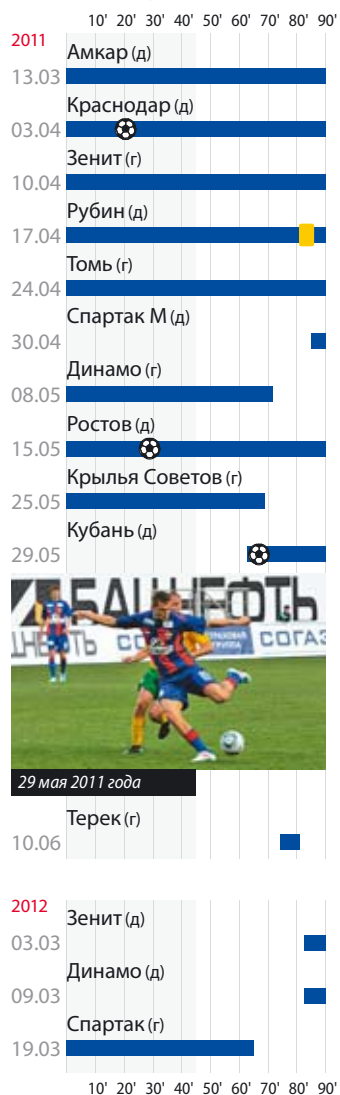 10' 20' 30' 40' 50' 60' 70' 80' 90'
2011
Амкар (д)
13.03
Краснодар (д)
03.04
Зенит (г)
10.04
Рубин (д)
17.04
Томь (г)
24.04
Спартак М (д)
30.04
Динамо (г)
08.05
Ростов (д)
15.05
Крылья Советов (г)
25.05
Кубань (д)
29.05
БАШНЕФТЬ
СОГАЗ
29 мая 2011 года
Терек (г)
10.06
2012
Зенит (д)
03.03
Динамо (д)
09.03
Спартак (г)
19.03
10' 20' 30' 40' 50' 60' 70' 80' 90'